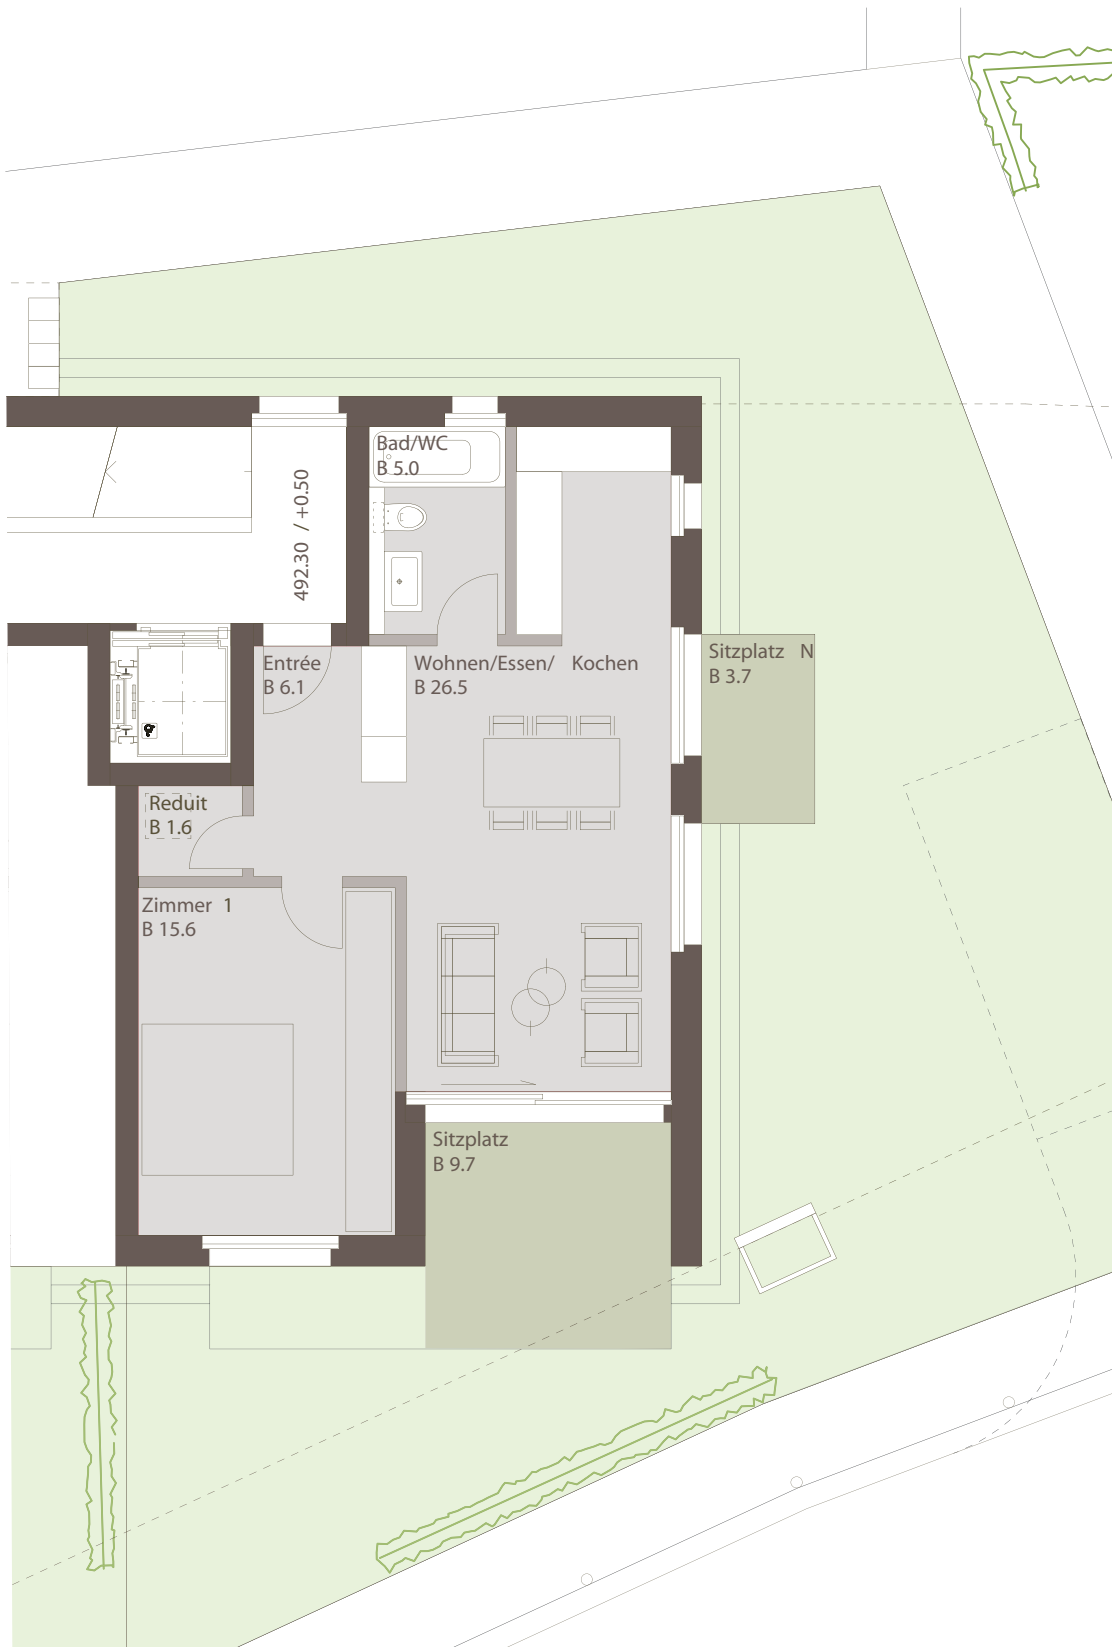 Bad/WC
B 5.0
492.30 / +0.50
Entrée
B 6.1
Wohnen/Essen/ Kochen
B 26.5
Sitzplatz N
B 3.7
Reduit
B 1.6
Zimmer 1
B 15.6
Sitzplatz
B 9.7